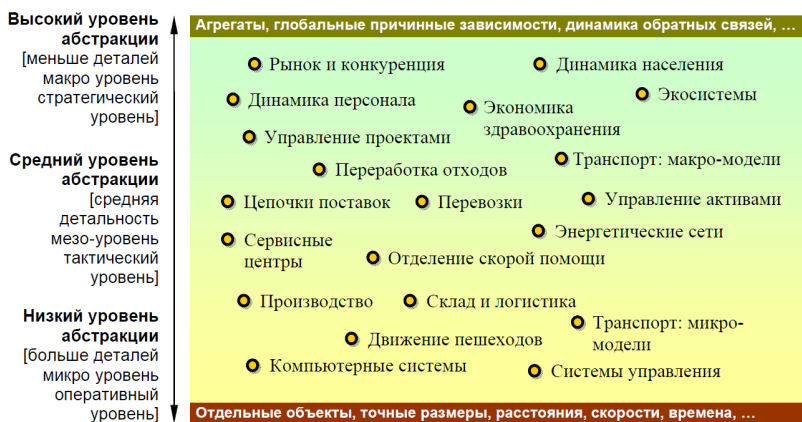 Высокий уровень
абстракции
[меньше деталей
макро уровень
стратегический
уровень]
Средний уровень
абстракции
[средняя
детальность
мезо-уровень
тактический
уровень]
Низкий уровень
абстракции
[больше деталей
микро уровень
оперативный
уровень]
Агрегаты, глобальные причинные зависимости, динамика обратных связей, ...
Рынок и конкуренция
Динамика населения
Динамика персонала
Экономика
здравоохранения
Экосистемы
Управление проектами
Переработка отходов
Транспорт: макро-модели
Цепочки поставок
Перевозки
Управление активами
Сервисные
центры
Отделение скорой помощи
Энергетические сети
Производство
Склад и логистика
Движение пешеходов
Транспорт: микро-
модели
Компьютерные системы
Системы управления
Отдельные объекты, точные размеры, расстояния, скорости, времена, ...